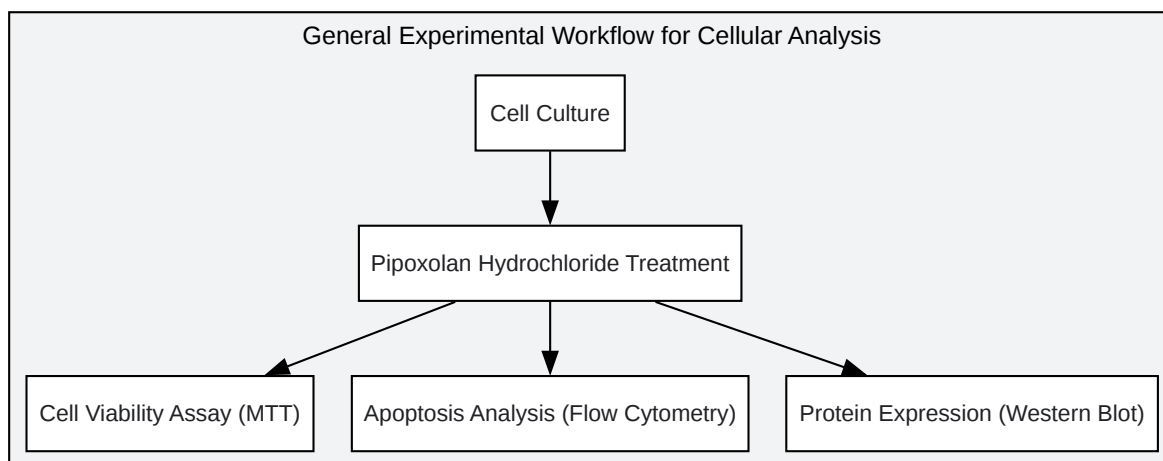 General Experimental Workflow for Cellular Analysis
Cell Culture
Pipoxolan Hydrochloride Treatment
Cell Viability Assay (MTT)
Apoptosis Analysis (Flow Cytometry)
Protein Expression (Western Blot)